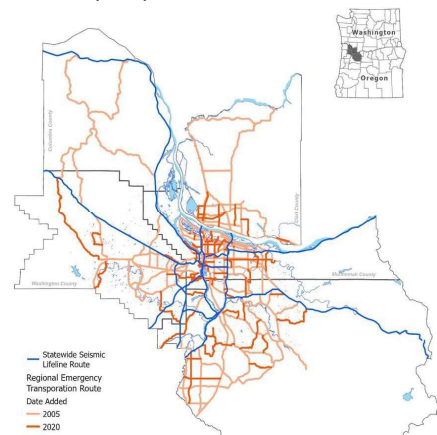 Washington
Oregon
Columbia County
Clark County
Multnomah County
Washington County
Statewide Seismic
Lifeline Route
Regional Emergency
Transporation Route
Date Added
2005
2020